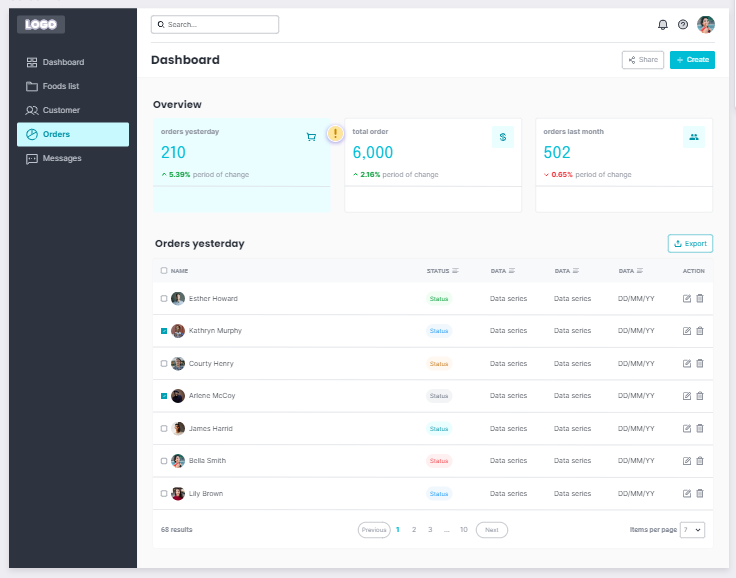 LOGO
Search...
Dashboard
Foods list
Customer
Orders
Messages
Dashboard
Share
+ Create
Overview
orders yesterday
210
5.39% period of change
!
total order
6,000
2.16% period of change
$
orders last month
502
0.65% period of change
Orders yesterday
Export
NAME STATUS DATA DATA DATA ACTION
Esther Howard Status Data series Data series DD/MM/YY
Kathryn Murphy Status Data series Data series DD/MM/YY
Courty Henry Status Data series Data series DD/MM/YY
Arlene McCoy Status Data series Data series DD/MM/YY
James Harrid Status Data series Data series DD/MM/YY
Bella Smith Status Data series Data series DD/MM/YY
Lily Brown Status Data series Data series DD/MM/YY
68 results Previous 1 2 3 ... 10 Next Items per page 7